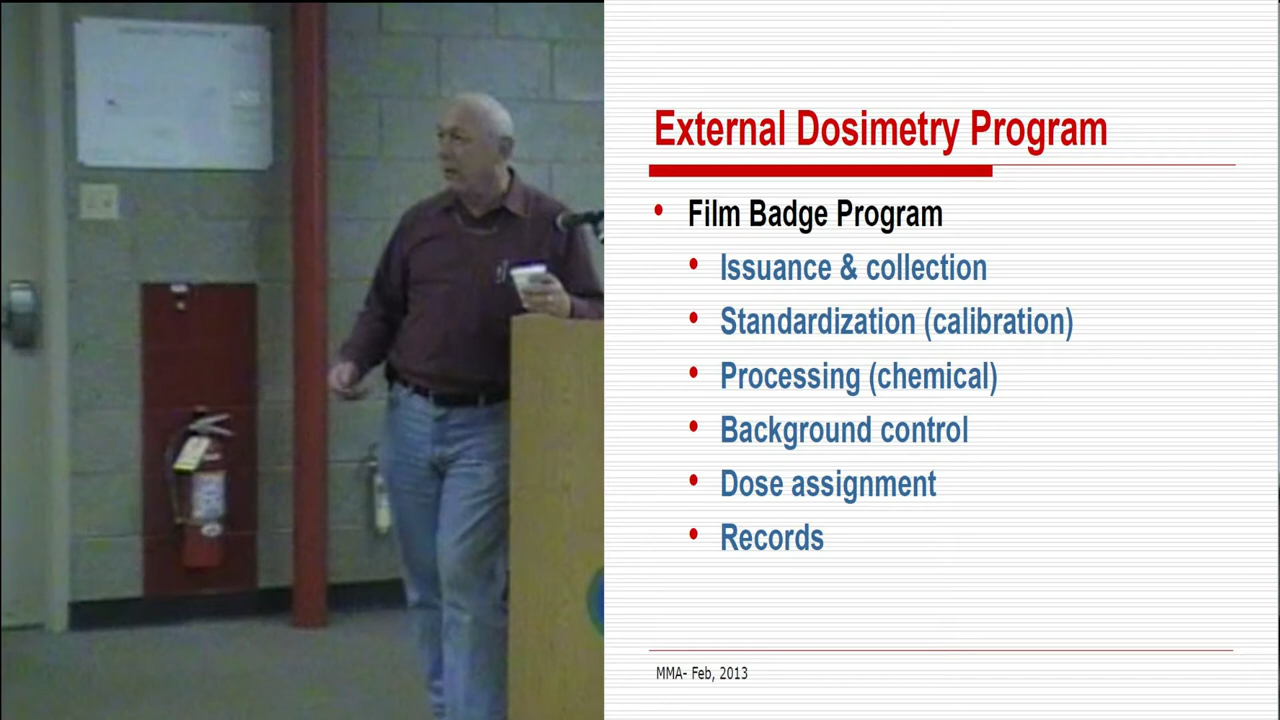 External Dosimetry Program
Film Badge Program
Issuance & collection
Standardization (calibration)
Processing (chemical)
Background control
Dose assignment
Records
MMA- Feb, 2013